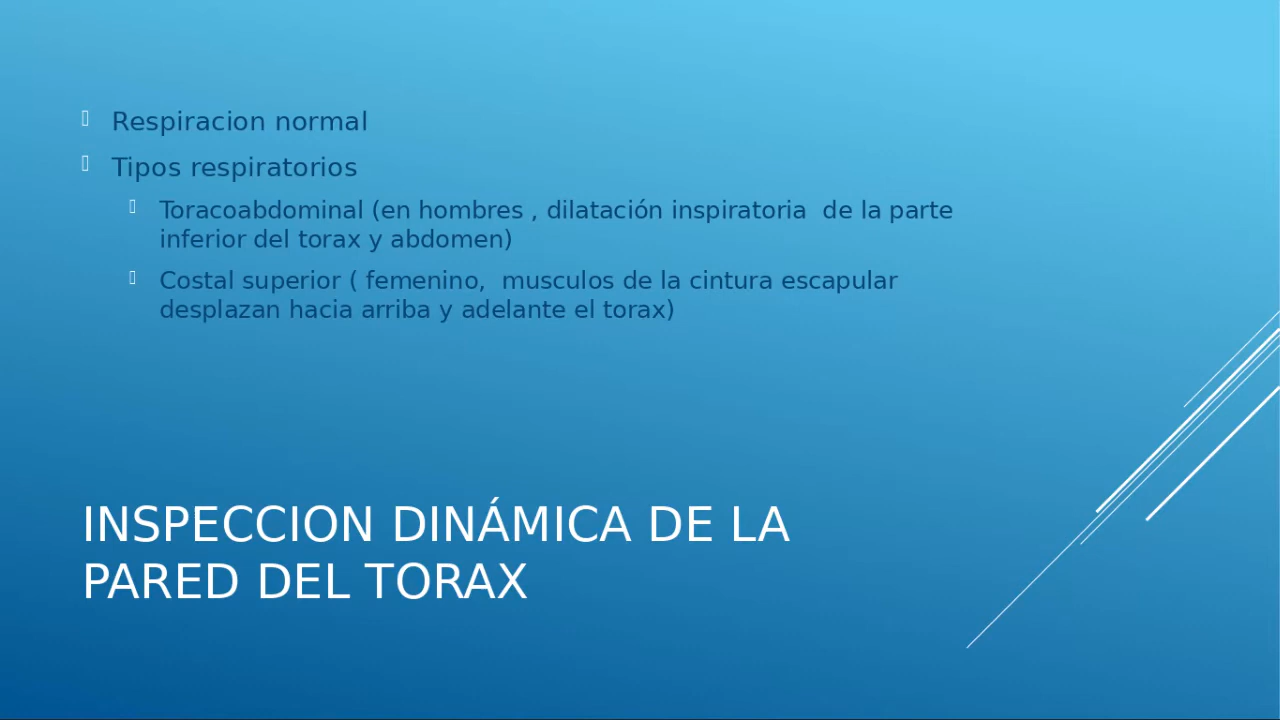 Respiracion normal
Tipos respiratorios
Toracoabdominal (en hombres , dilatación inspiratoria  de la parte
inferior del torax y abdomen)
Costal superior ( femenino,  musculos de la cintura escapular
desplazan hacia arriba y adelante el torax)
INSPECCION DINÁMICA DE LA
PARED DEL TORAX